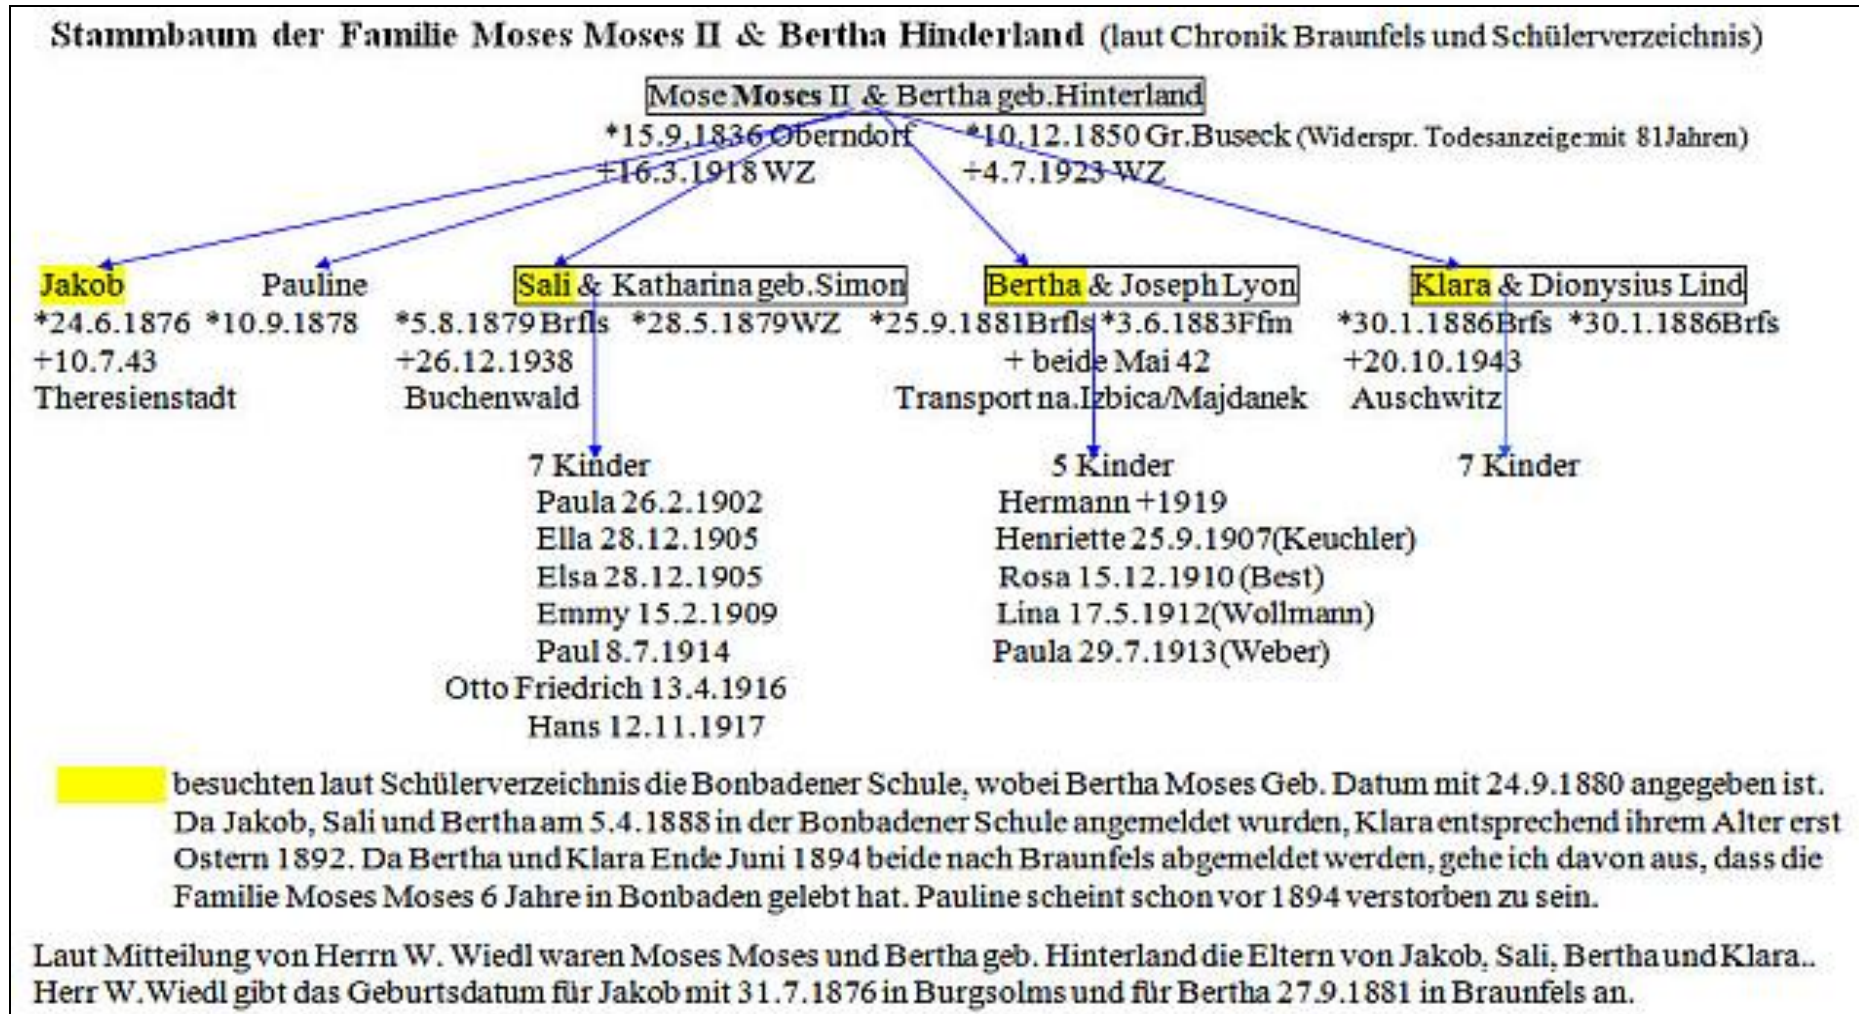 Stammbaum der Familie Moses Moses II & Bertha Hinderland (laut Chronik Braunfels und Schülerverzeichnis)
Mose Moses II & Bertha geb.Hinterland
*15.9.1836 Oberndorf *10.12.1850 Gr.Buseck (Widerspr. Todesanzeige:mit 81Jahren)
+16.3.1918 WZ +4.7.1923 WZ
Jakob Pauline Sali & Katharina geb.Simon Bertha & Joseph Lyon Klara & Dionysius Lind
*24.6.1876 *10.9.1878 *5.8.1879 Brfls *28.5.1879WZ *25.9.1881Brfls *3.6.1883Ffm *30.1.1886Brfs *30.1.1886Brfs
+10.7.43 +26.12.1938 + beide Mai 42 +20.10.1943
Theresienstadt Buchenwald Transport na.Izbica/Majdanek Auschwitz
7 Kinder 5 Kinder 7 Kinder
Paula 26.2.1902 Hermann +1919
Ella 28.12.1905 Henriette 25.9.1907(Keuchler)
Elsa 28.12.1905 Rosa 15.12.1910 (Best)
Emmy 15.2.1909 Lina 17.5.1912(Wollmann)
Paul 8.7.1914 Paula 29.7.1913(Weber)
Otto Friedrich 13.4.1916
Hans 12.11.1917
besuchten laut Schülerverzeichnis die Bonbadener Schule, wobei Bertha Moses Geb. Datum mit 24.9.1880 angegeben ist.
Da Jakob, Sali und Bertha am 5.4.1888 in der Bonbadener Schule angemeldet wurden, Klara entsprechend ihrem Alter erst
Ostern 1892. Da Bertha und Klara Ende Juni 1894 beide nach Braunfels abgemeldet werden, gehe ich davon aus, dass die
Familie Moses Moses 6 Jahre in Bonbaden gelebt hat. Pauline scheint schon vor 1894 verstorben zu sein.
Laut Mitteilung von Herrn W. Wiedl waren Moses Moses und Bertha geb. Hinterland die Eltern von Jakob, Sali, Bertha und Klara..
Herr W.Wiedl gibt das Geburtsdatum für Jakob mit 31.7.1876 in Burgsolms und für Bertha 27.9.1881 in Braunfels an.